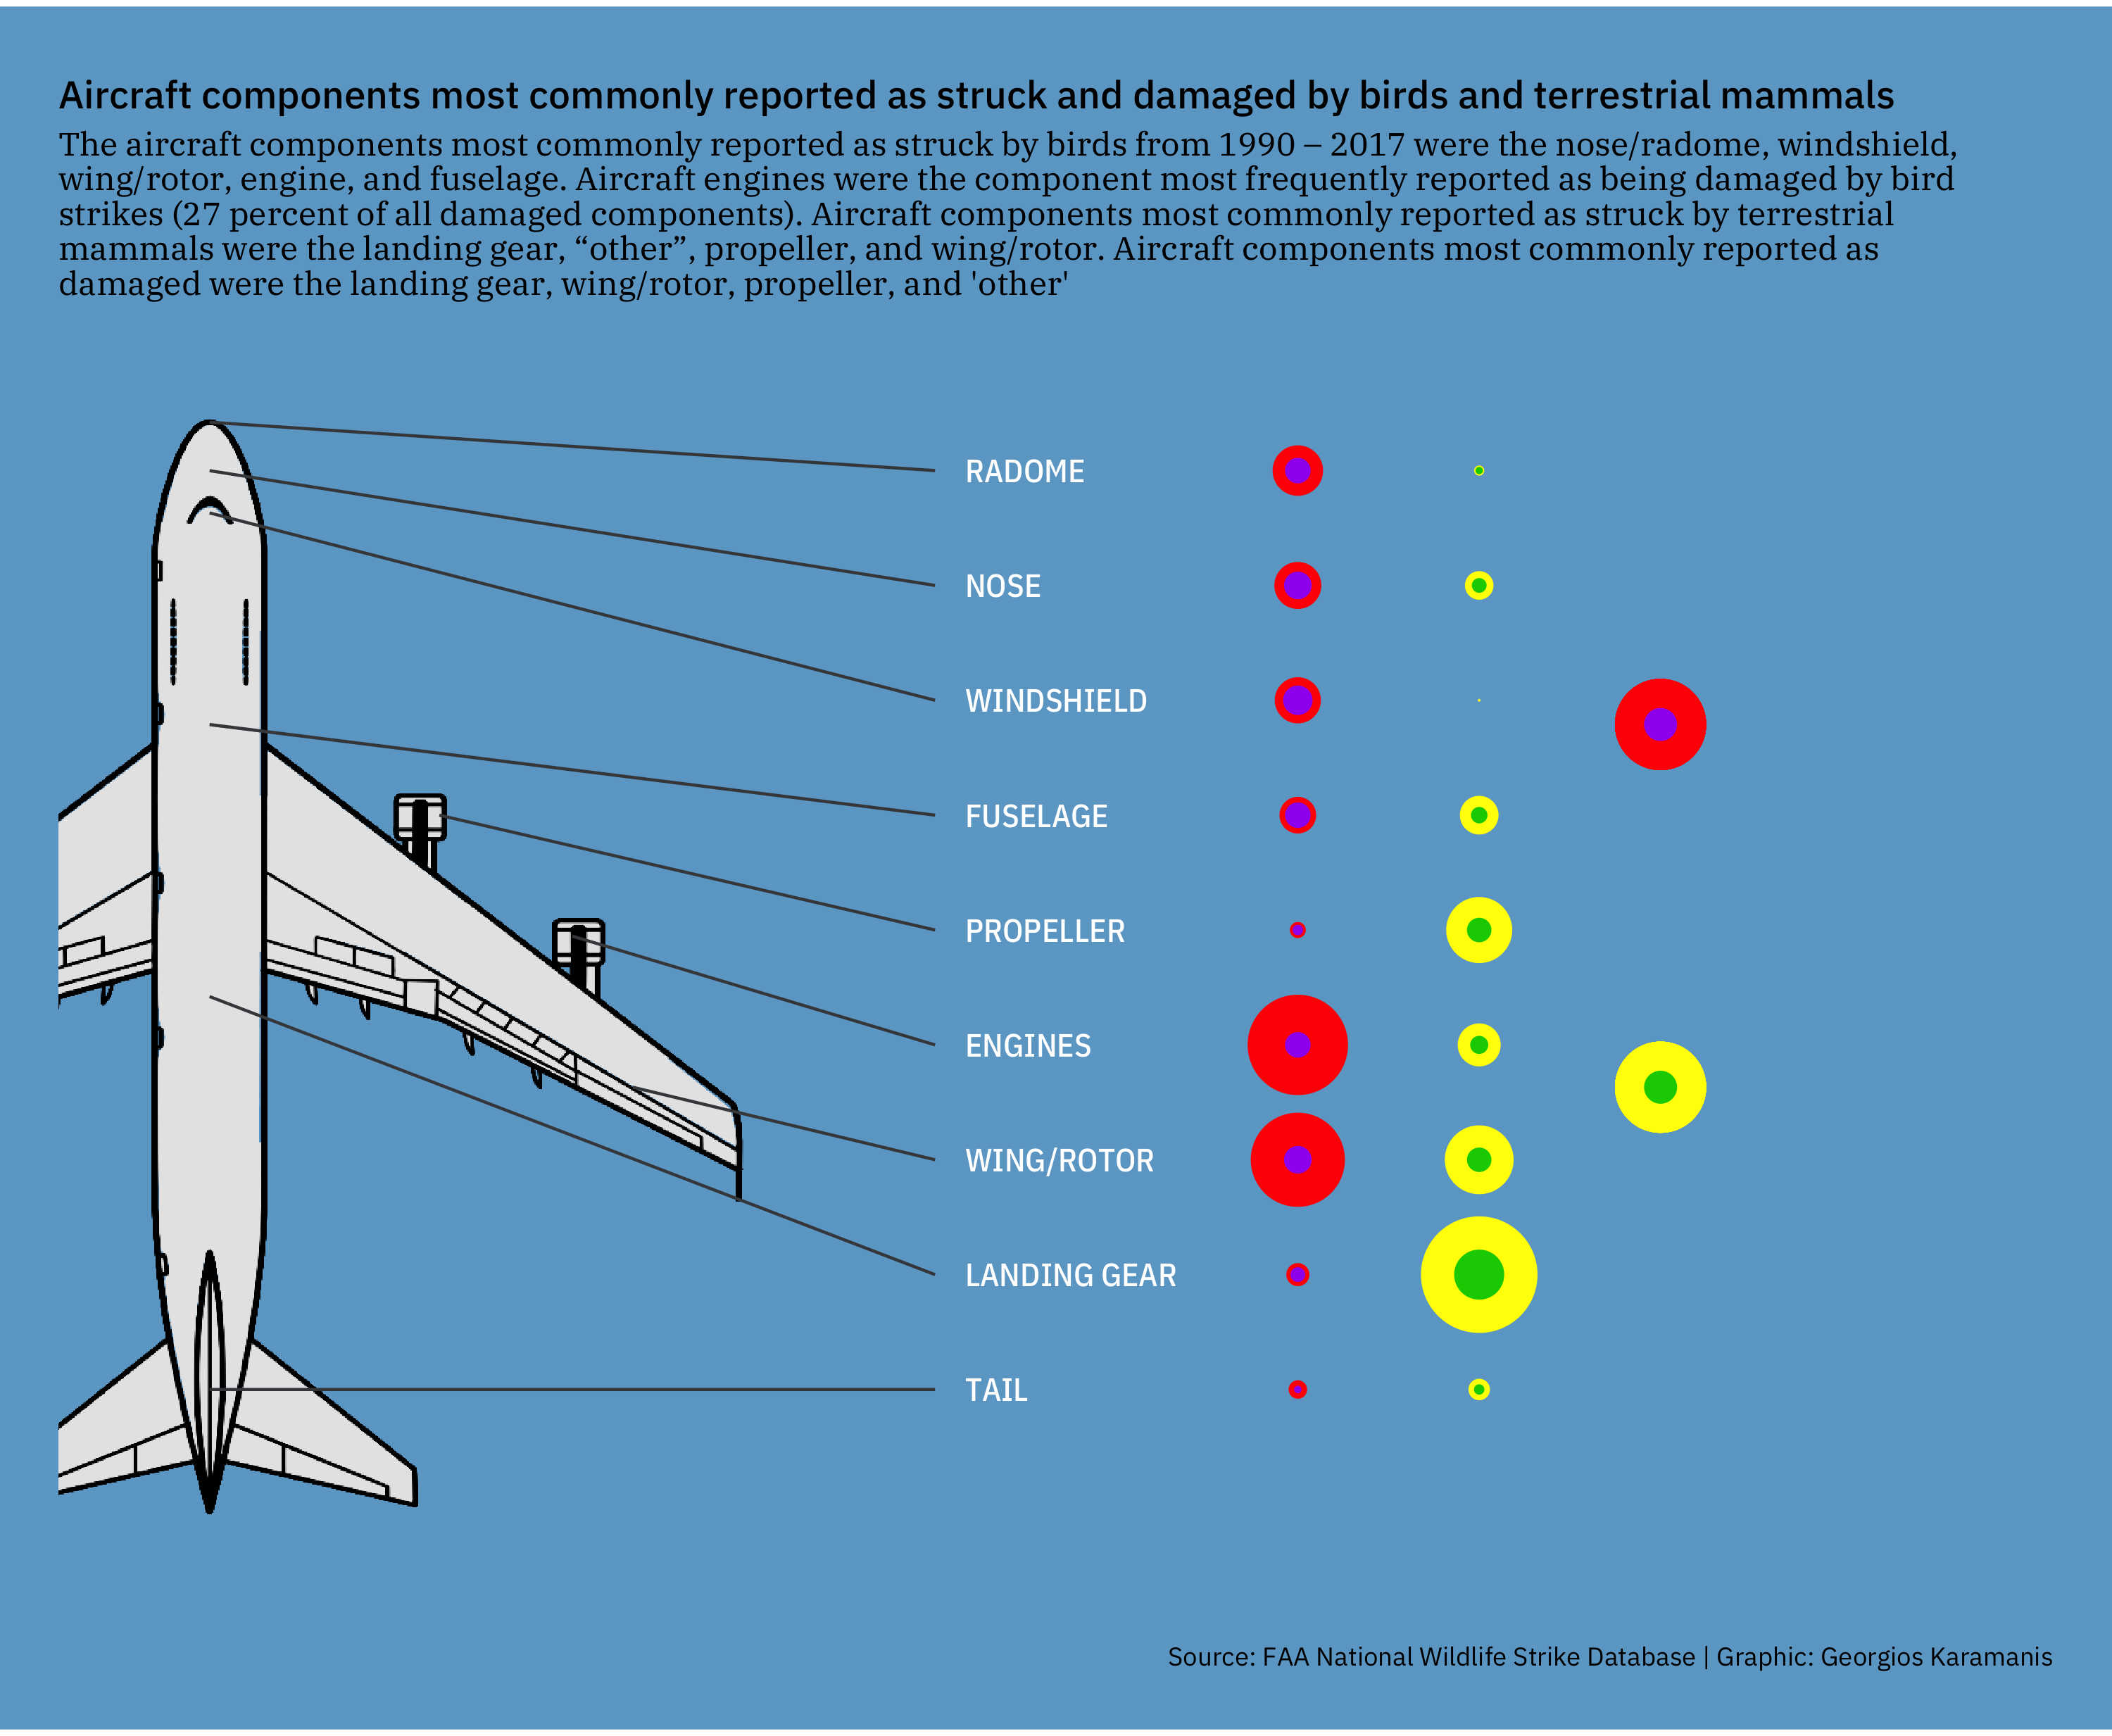 Aircraft components most commonly reported as struck and damaged by birds and terrestrial mammals
The aircraft components most commonly reported as struck by birds from 1990 – 2017 were the nose/radome, windshield,
wing/rotor, engine, and fuselage. Aircraft engines were the component most frequently reported as being damaged by bird
strikes (27 percent of all damaged components). Aircraft components most commonly reported as struck by terrestrial
mammals were the landing gear, “other”, propeller, and wing/rotor. Aircraft components most commonly reported as
damaged were the landing gear, wing/rotor, propeller, and 'other'
RADOME
NOSE
WINDSHIELD
FUSELAGE
PROPELLER
ENGINES
WING/ROTOR
LANDING GEAR
TAIL
Source: FAA National Wildlife Strike Database | Graphic: Georgios Karamanis